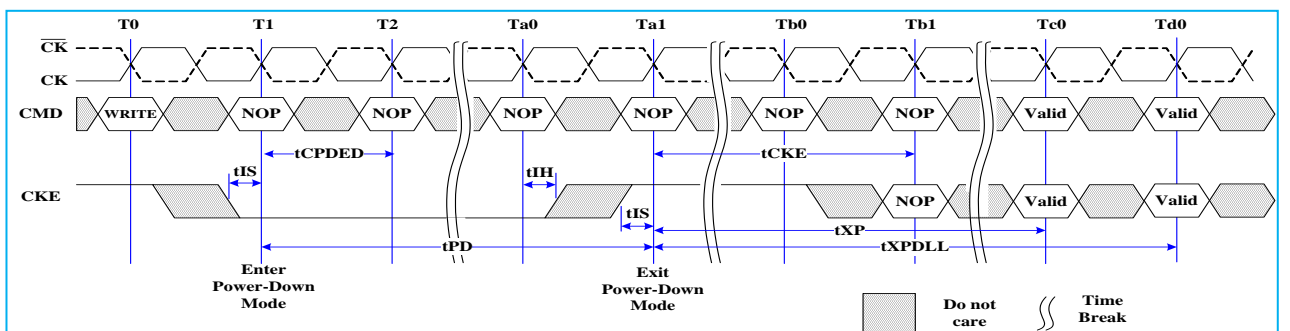 T0 T1 T2 Ta0 Ta1 Tb0 Tb1 Tc0 Td0
CK
CK
CMD WRITE NOP NOP NOP NOP NOP NOP Valid Valid
tCPDED tCKE
tIS tIH
CKE NOP Valid Valid
tIS
tXP
tPD tXPDLL
Enter
Power-Down
Mode
Exit
Power-Down
Mode
Do not
care
Time
Break